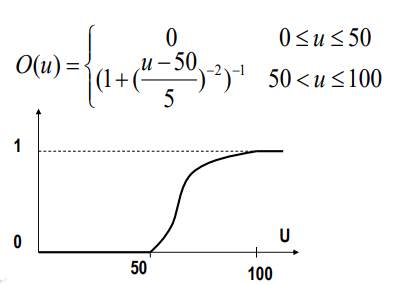 O(u) = { 0 0 ≤ u ≤ 50
(1 + (u − 50 / 5)⁻²)⁻¹ 50 < u ≤ 100
1
0
U
50
100